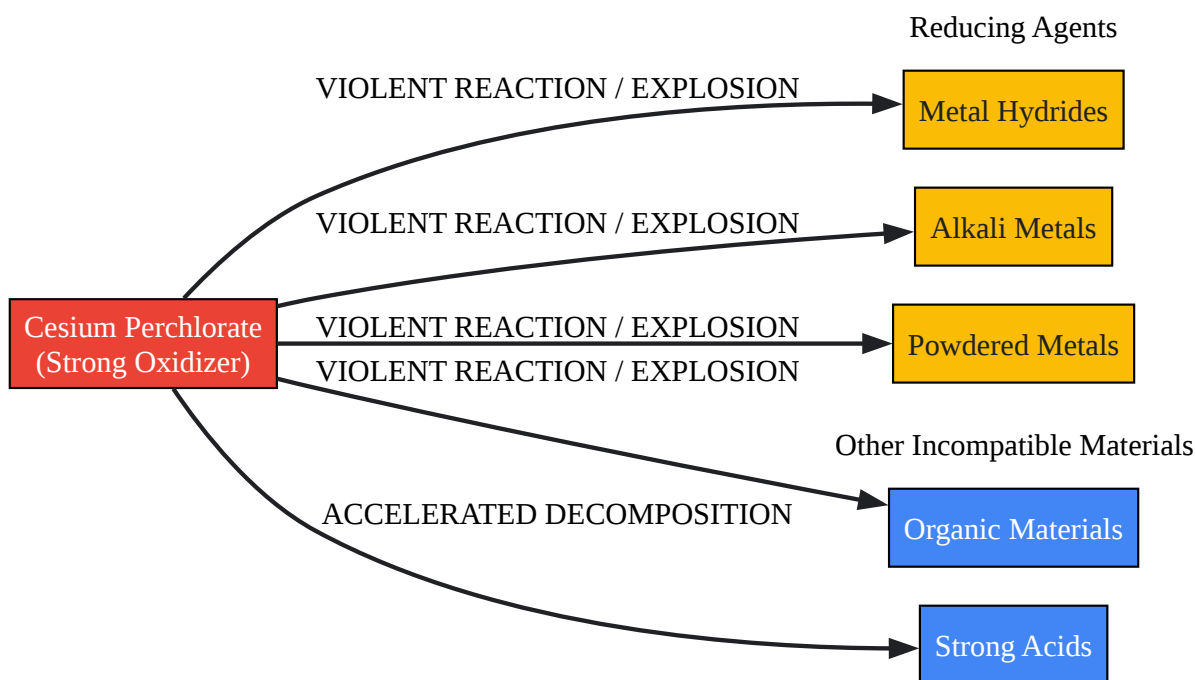 Reducing Agents
VIOLENT REACTION / EXPLOSION
Metal Hydrides
VIOLENT REACTION / EXPLOSION
Alkali Metals
Cesium Perchlorate
(Strong Oxidizer)
VIOLENT REACTION / EXPLOSION
Powdered Metals
VIOLENT REACTION / EXPLOSION
Other Incompatible Materials
ACCELERATED DECOMPOSITION
Organic Materials
Strong Acids